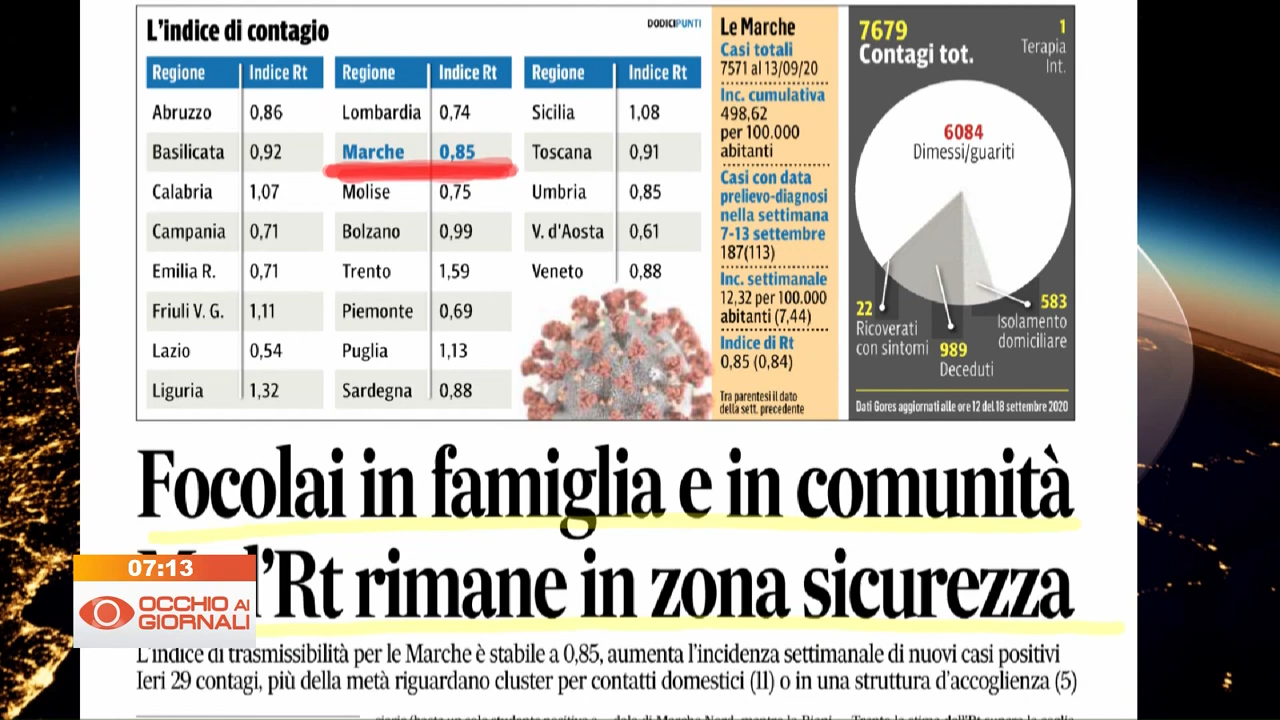 L'indice di contagio
DODICIPUNTI
Regione Indice Rt
Abruzzo 0,86
Basilicata 0,92
Calabria 1,07
Campania 0,71
Emilia R. 0,71
Friuli V. G. 1,11
Lazio 0,54
Liguria 1,32
Regione Indice Rt
Lombardia 0,74
Marche 0,85
Molise 0,75
Bolzano 0,99
Trento 1,59
Piemonte 0,69
Puglia 1,13
Sardegna 0,88
Regione Indice Rt
Sicilia 1,08
Toscana 0,91
Umbria 0,85
V. d'Aosta 0,61
Veneto 0,88
Le Marche
Casi totali
7571 al 13/09/20
Inc. cumulativa
498,62
per 100.000
abitanti
Casi con data
prelievo-diagnosi
nella settimana
7-13 settembre
187(113)
Inc. settimanale
12,32 per 100.000
abitanti (7,44)
Indice di Rt
0,85 (0,84)
Tra parentesi il dato
della sett. precedente
7679
Contagi tot.
1
Terapia
Int.
6084
Dimessi/guariti
22
Ricoverati
con sintomi
989
Deceduti
583
Isolamento
domiciliare
Dati Gores aggiornati alle ore 12 del 18 settembre 2020
Focolai in famiglia e in comunità
l'Rt rimane in zona sicurezza
07:13
OCCHIO AI
GIORNALI
L'indice di trasmissibilità per le Marche è stabile a 0,85, aumenta l'incidenza settimanale di nuovi casi positivi
Ieri 29 contagi, più della metà riguardano cluster per contatti domestici (11) o in una struttura d'accoglienza (5)